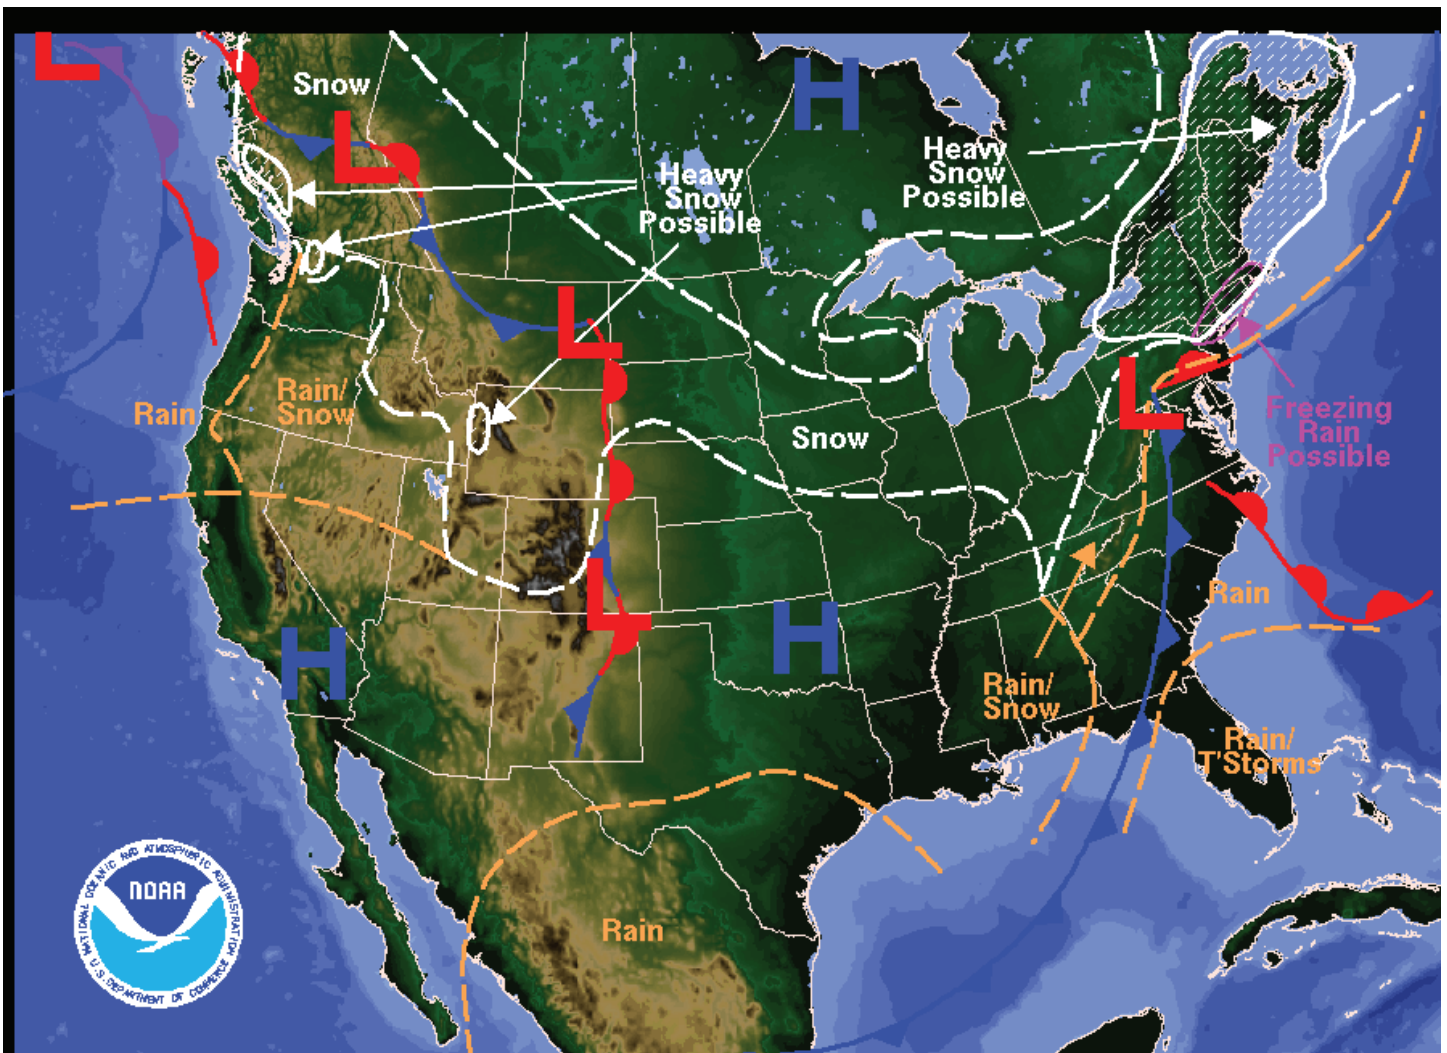 L
Snow
H
L
Heavy
Snow
Possible
Heavy
Snow
Possible
L
Rain/
Snow
Rain
Snow
L
Freezing
Rain
Possible
L
Rain
H
H
Rain/
Snow
Rain/
T'Storms
Rain
NATIONAL OCEANIC AND ATMOSPHERIC ADMINISTRATION
NOAA
U.S. DEPARTMENT OF COMMERCE